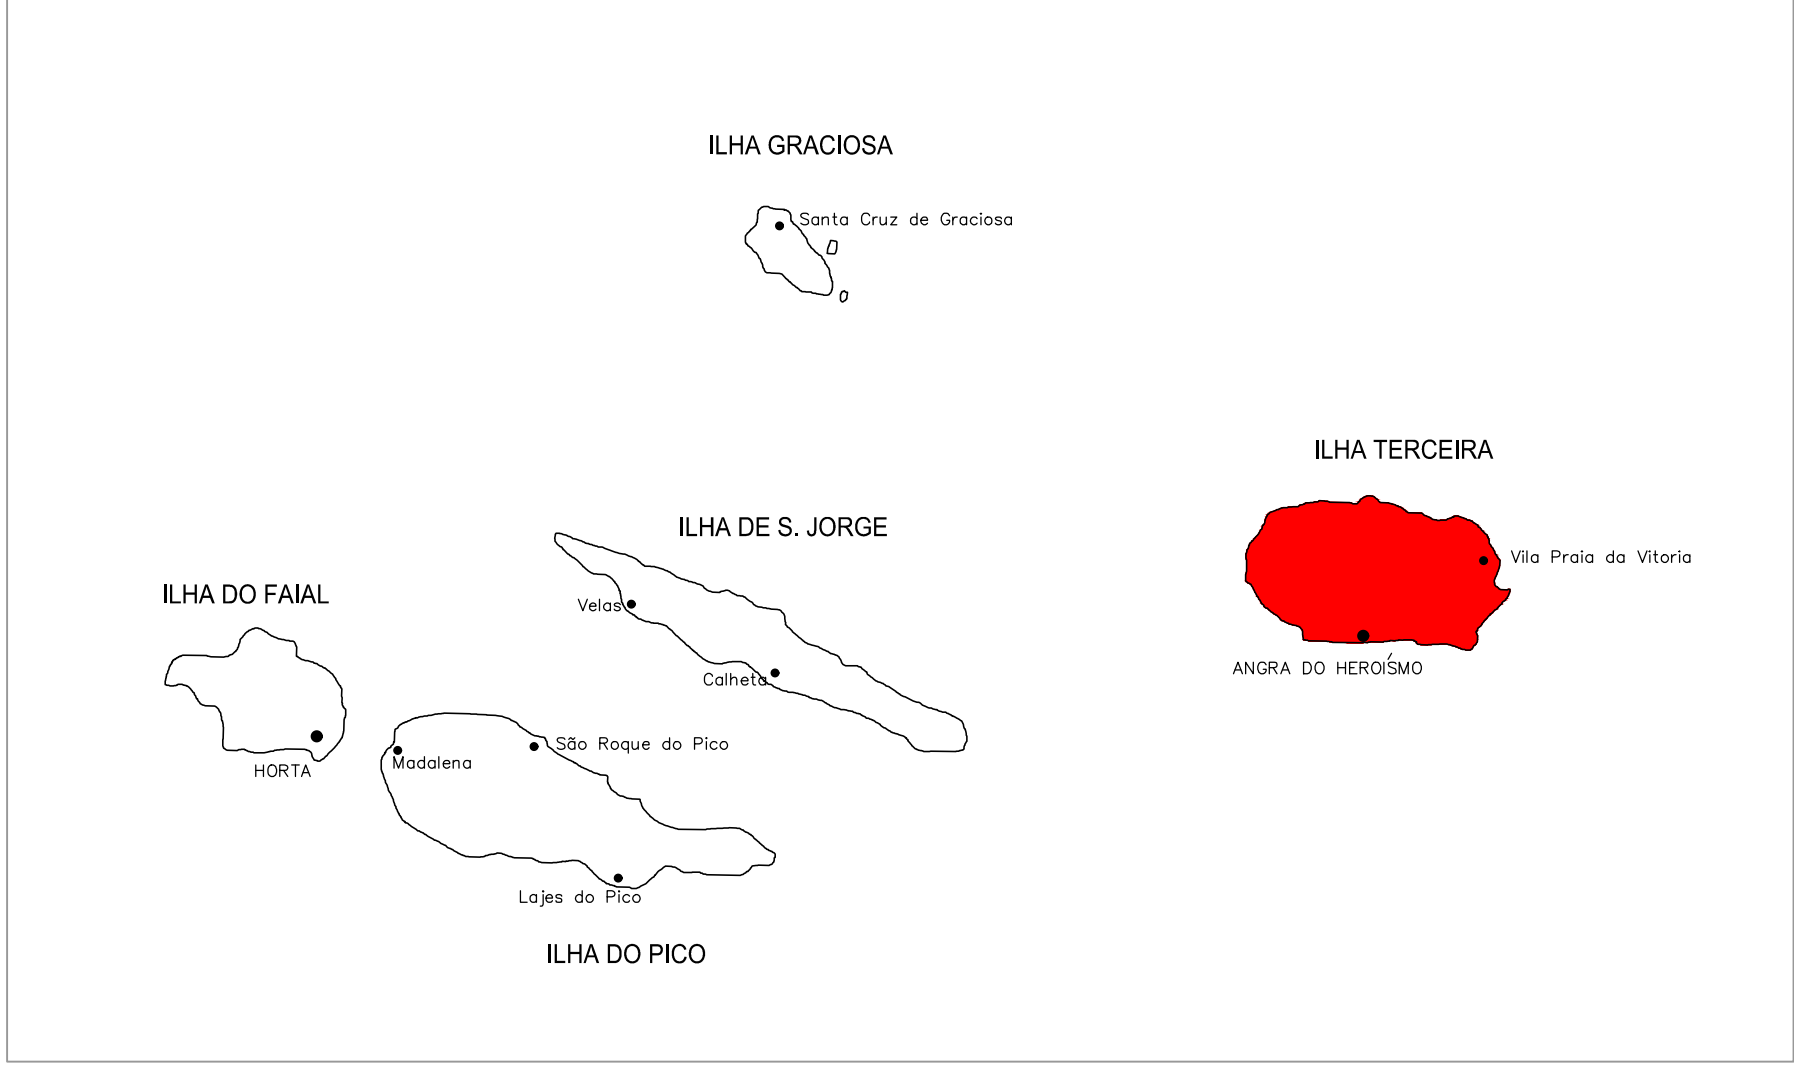 ILHA GRACIOSA
Santa Cruz de Graciosa
ILHA TERCEIRA
Vila Praia da Vitoria
ANGRA DO HEROÍSMO
ILHA DE S. JORGE
Velas
Calheta
ILHA DO FAIAL
HORTA
São Roque do Pico
Madalena
Lajes do Pico
ILHA DO PICO